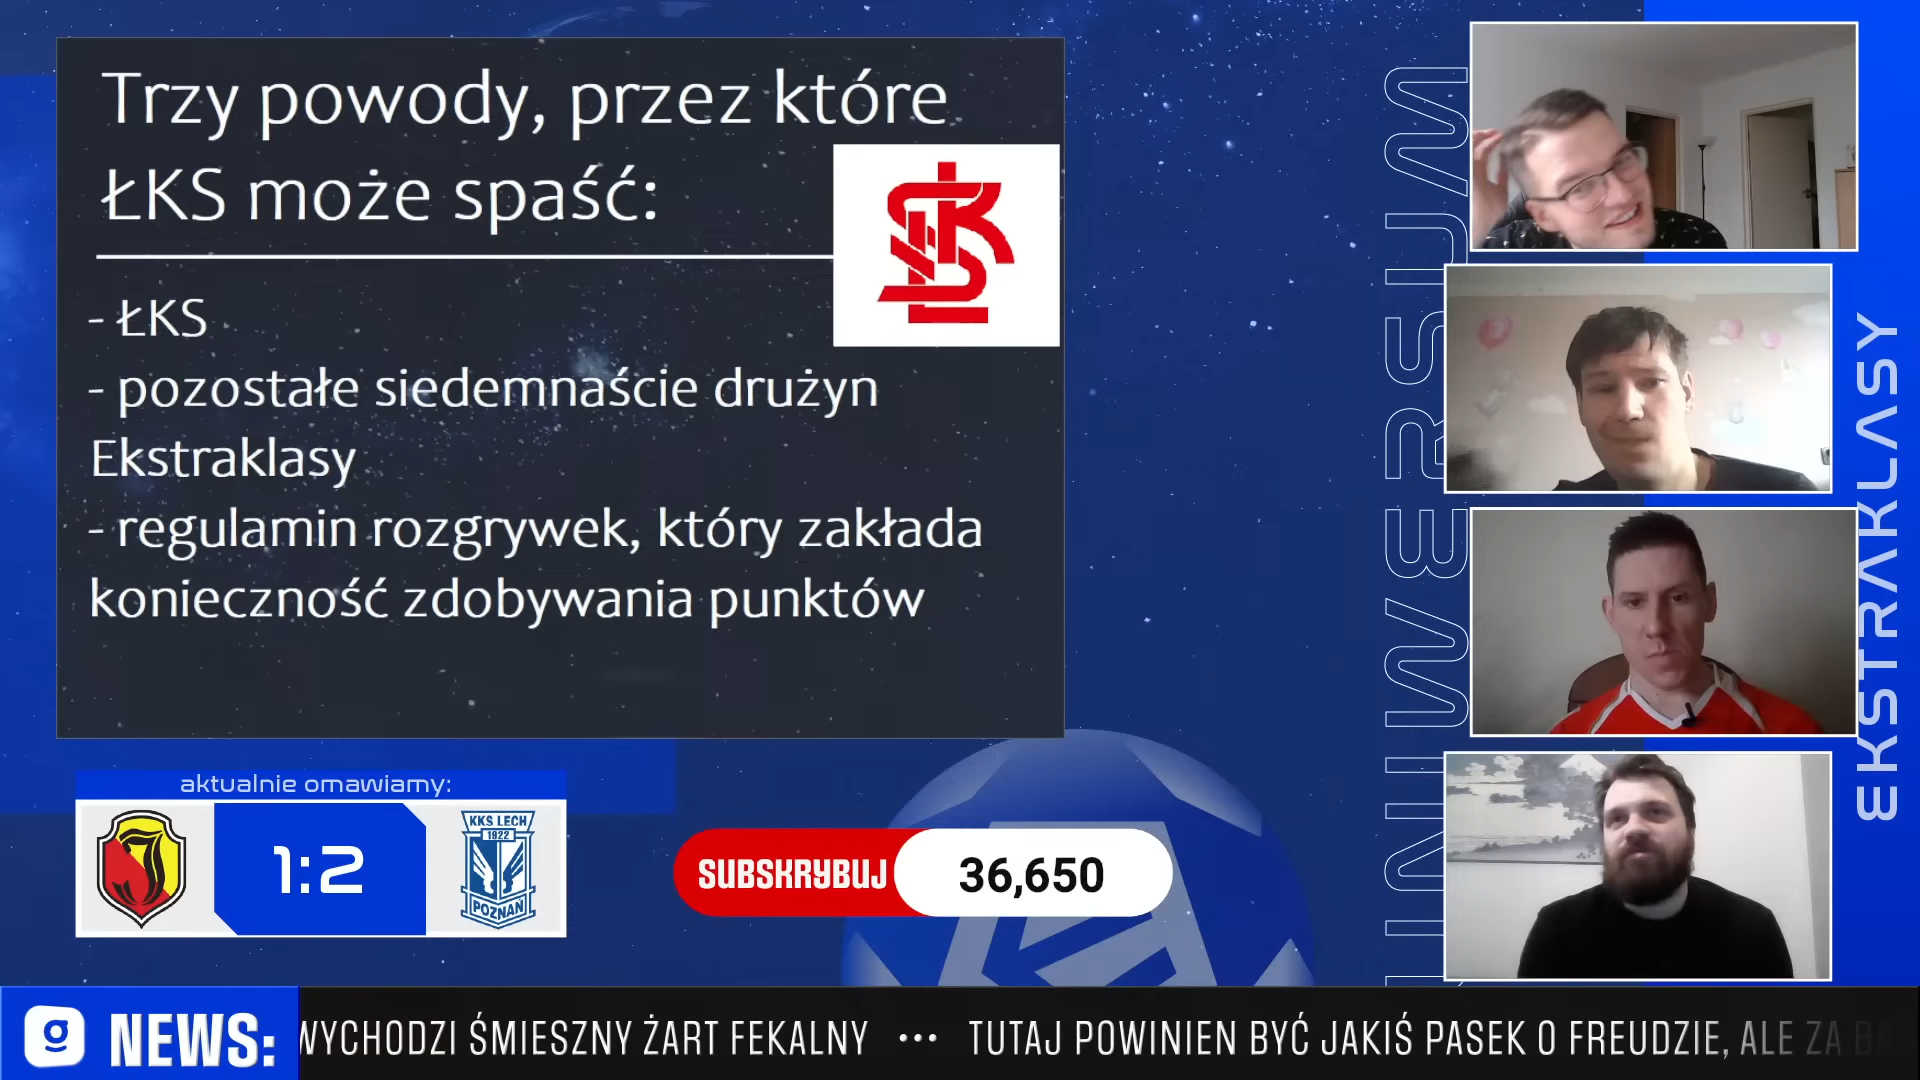 Trzy powody, przez które
ŁKS może spaść:
- ŁKS
- pozostałe siedemnaście drużyn
Ekstraklasy
- regulamin rozgrywek, który zakłada
konieczność zdobywania punktów
UNIWERSUM
EKSTRAKLASY
aktualnie omawiamy:
1:2
KKS LECH
1922
POZNAŃ
SUBSKRYBUJ
36,650
g NEWS:
WYCHODZI ŚMIESZNY ŻART FEKALNY ••• TUTAJ POWINIEN BYĆ JAKIŚ PASEK O FREUDZIE, ALE ZA